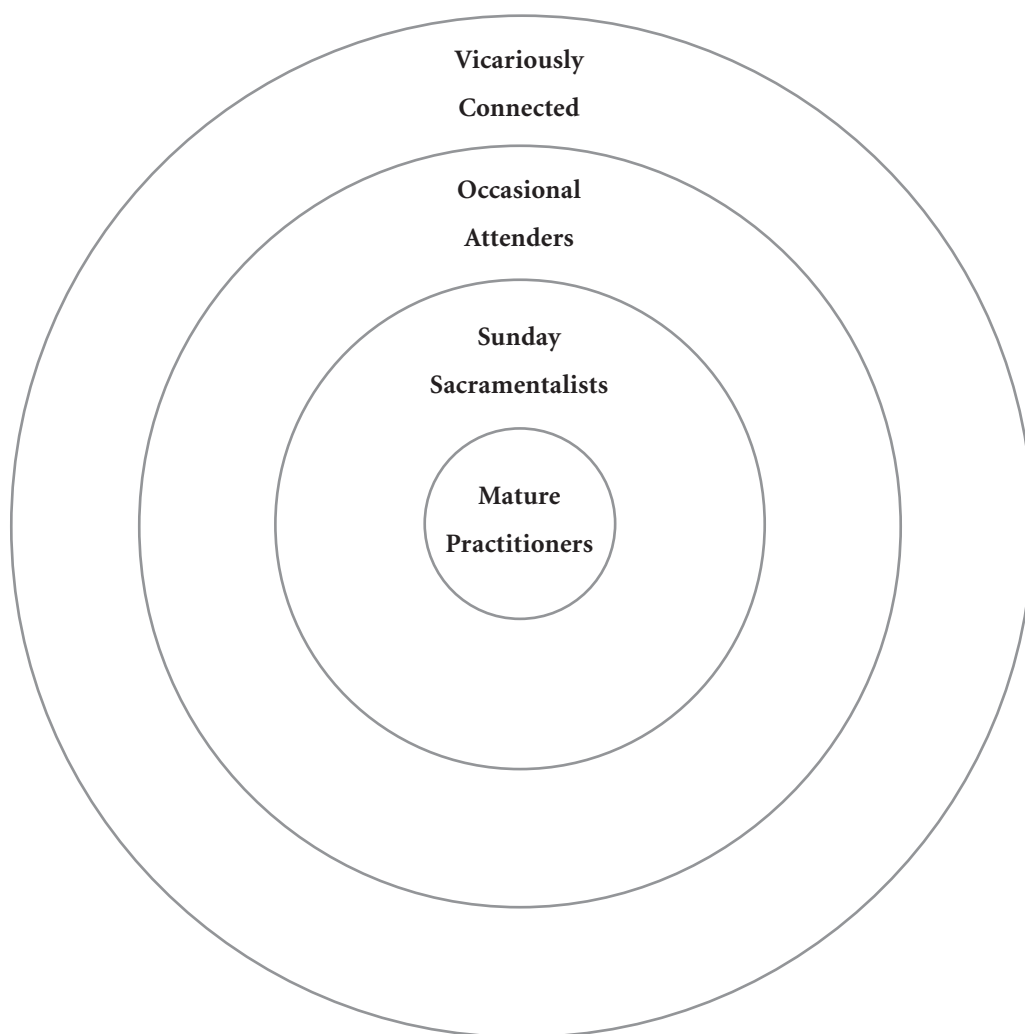 Vicariously
Connected
Occasional
Attenders
Sunday
Sacramentalists
Mature
Practitioners